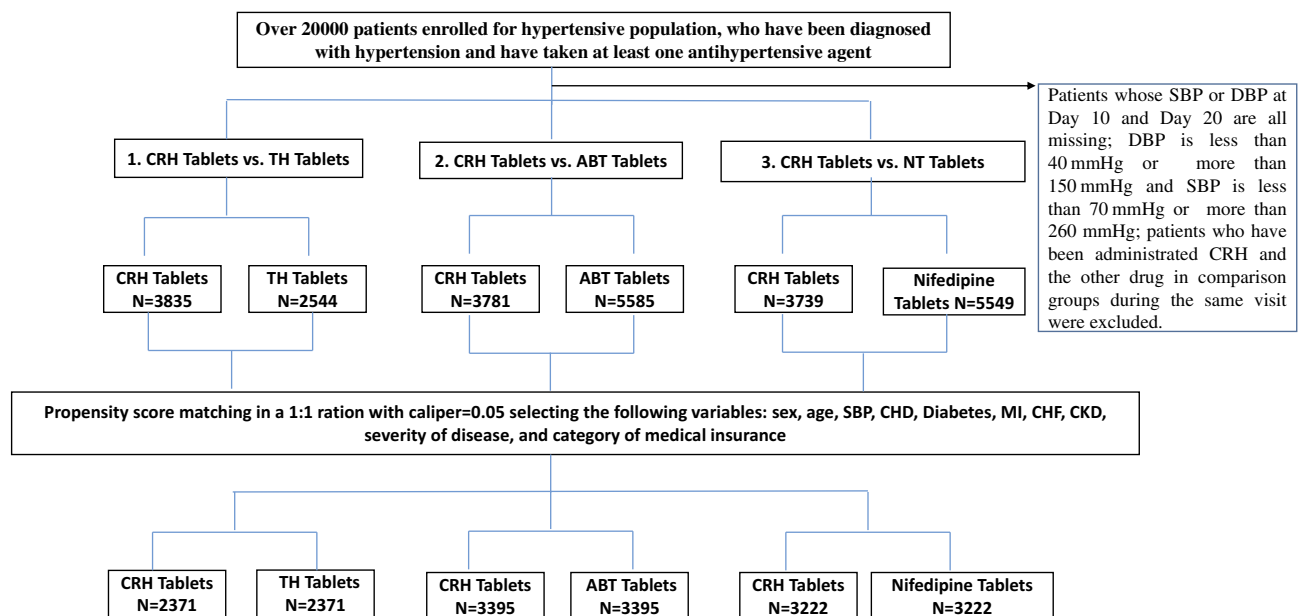 Over 20000 patients enrolled for hypertensive population, who have been diagnosed
with hypertension and have taken at least one antihypertensive agent
Patients whose SBP or DBP at
Day 10 and Day 20 are all
missing; DBP is less than
40 mmHg or more than
150 mmHg and SBP is less
than 70 mmHg or more than
260 mmHg; patients who have
been administrated CRH and
the other drug in comparison
groups during the same visit
were excluded.
1. CRH Tablets vs. TH Tablets
2. CRH Tablets vs. ABT Tablets
3. CRH Tablets vs. NT Tablets
CRH Tablets
N=3835
TH Tablets
N=2544
CRH Tablets
N=3781
ABT Tablets
N=5585
CRH Tablets
N=3739
Nifedipine
Tablets N=5549
Propensity score matching in a 1:1 ration with caliper=0.05 selecting the following variables: sex, age, SBP, CHD, Diabetes, MI, CHF, CKD,
severity of disease, and category of medical insurance
CRH Tablets
N=2371
TH Tablets
N=2371
CRH Tablets
N=3395
ABT Tablets
N=3395
CRH Tablets
N=3222
Nifedipine Tablets
N=3222